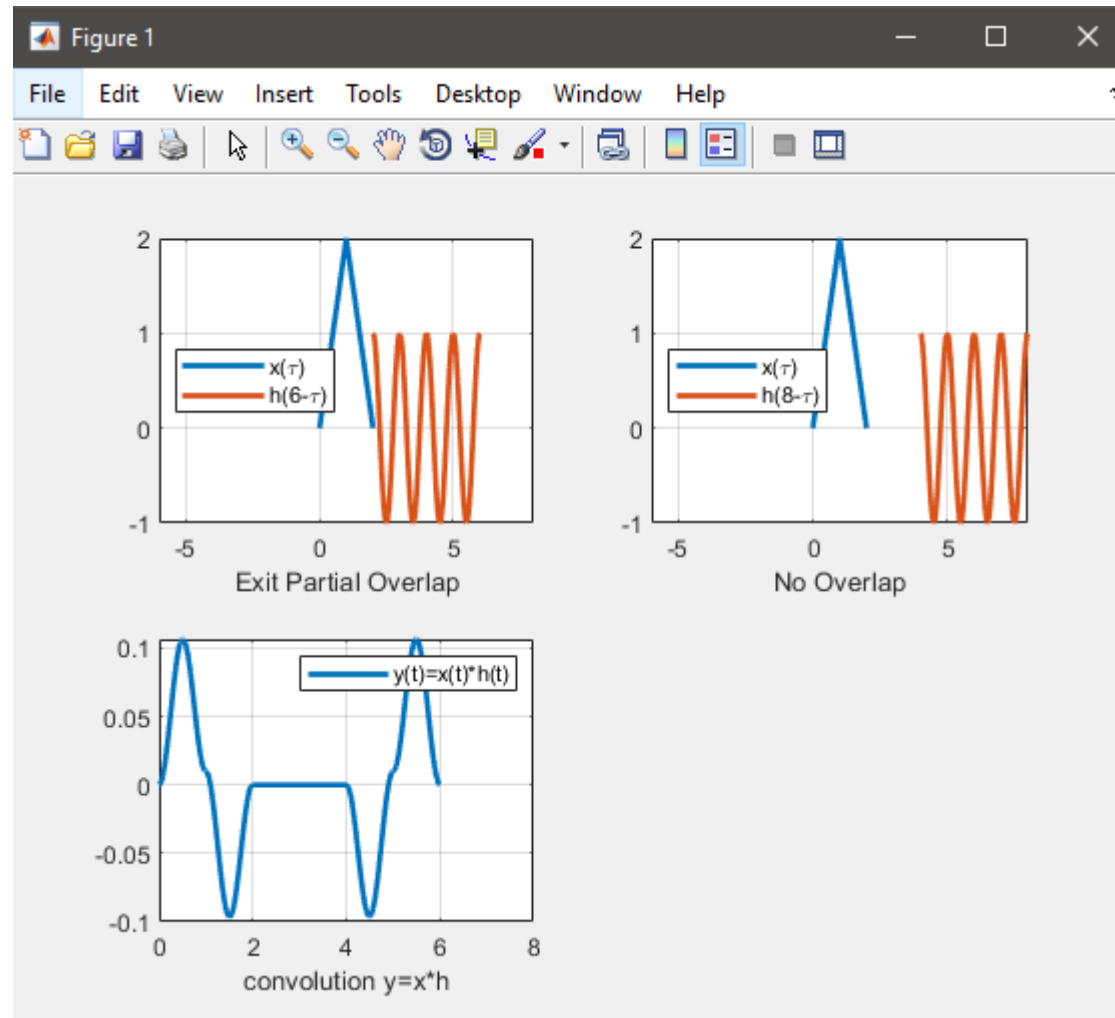 Figure 1
File Edit View Insert Tools Desktop Window Help
2
1
0
-1
x(τ)
h(6-τ)
-5 0 5
Exit Partial Overlap
2
1
0
-1
x(τ)
h(8-τ)
-5 0 5
No Overlap
0.1
0.05
0
-0.05
-0.1
y(t)=x(t)*h(t)
0 2 4 6 8
convolution y=x*h